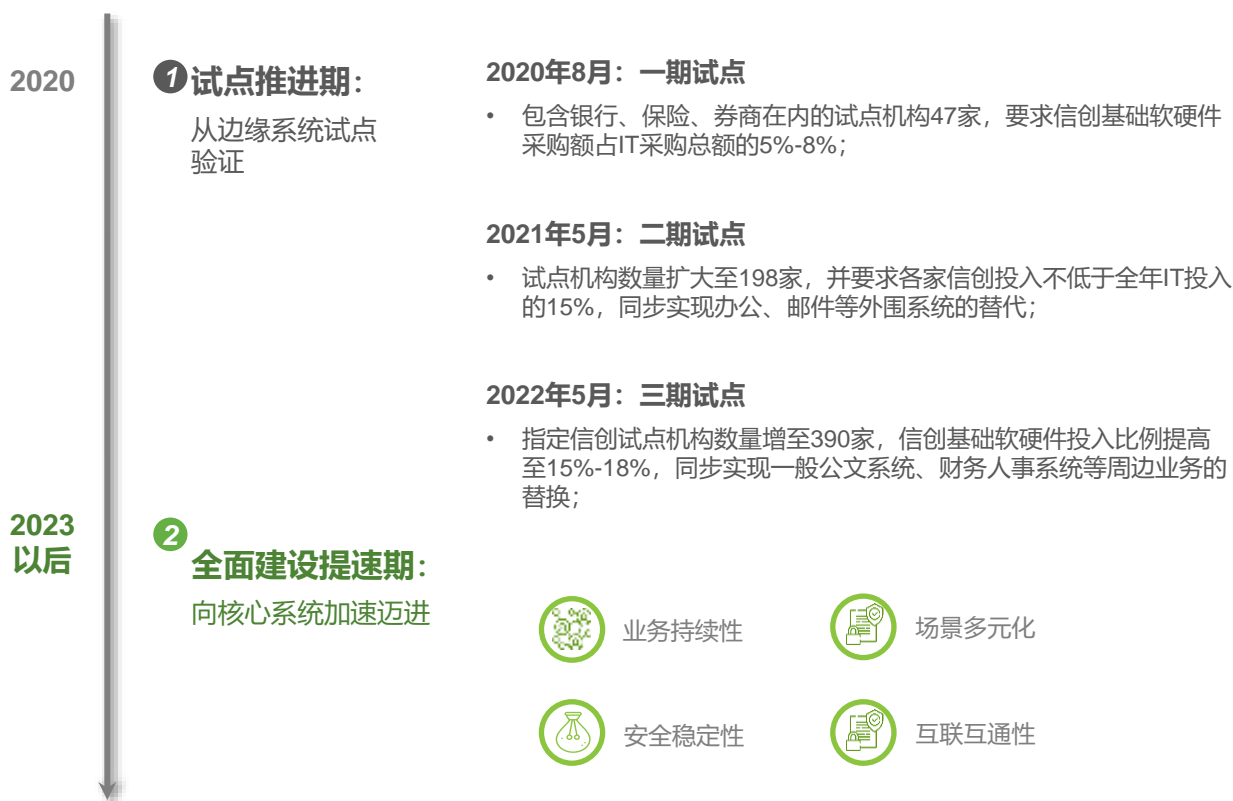 2020
1 试点推进期：
从边缘系统试点
验证
2020年8月：一期试点
• 包含银行、保险、券商在内的试点机构47家，要求信创基础软硬件
采购额占IT采购总额的5%-8%；
2021年5月：二期试点
• 试点机构数量扩大至198家，并要求各家信创投入不低于全年IT投入
的15%，同步实现办公、邮件等外围系统的替代；
2022年5月：三期试点
• 指定信创试点机构数量增至390家，信创基础软硬件投入比例提高
至15%-18%，同步实现一般公文系统、财务人事系统等周边业务的
替换；
2023
以后
2
全面建设提速期：
向核心系统加速迈进
业务持续性
场景多元化
安全稳定性
互联互通性